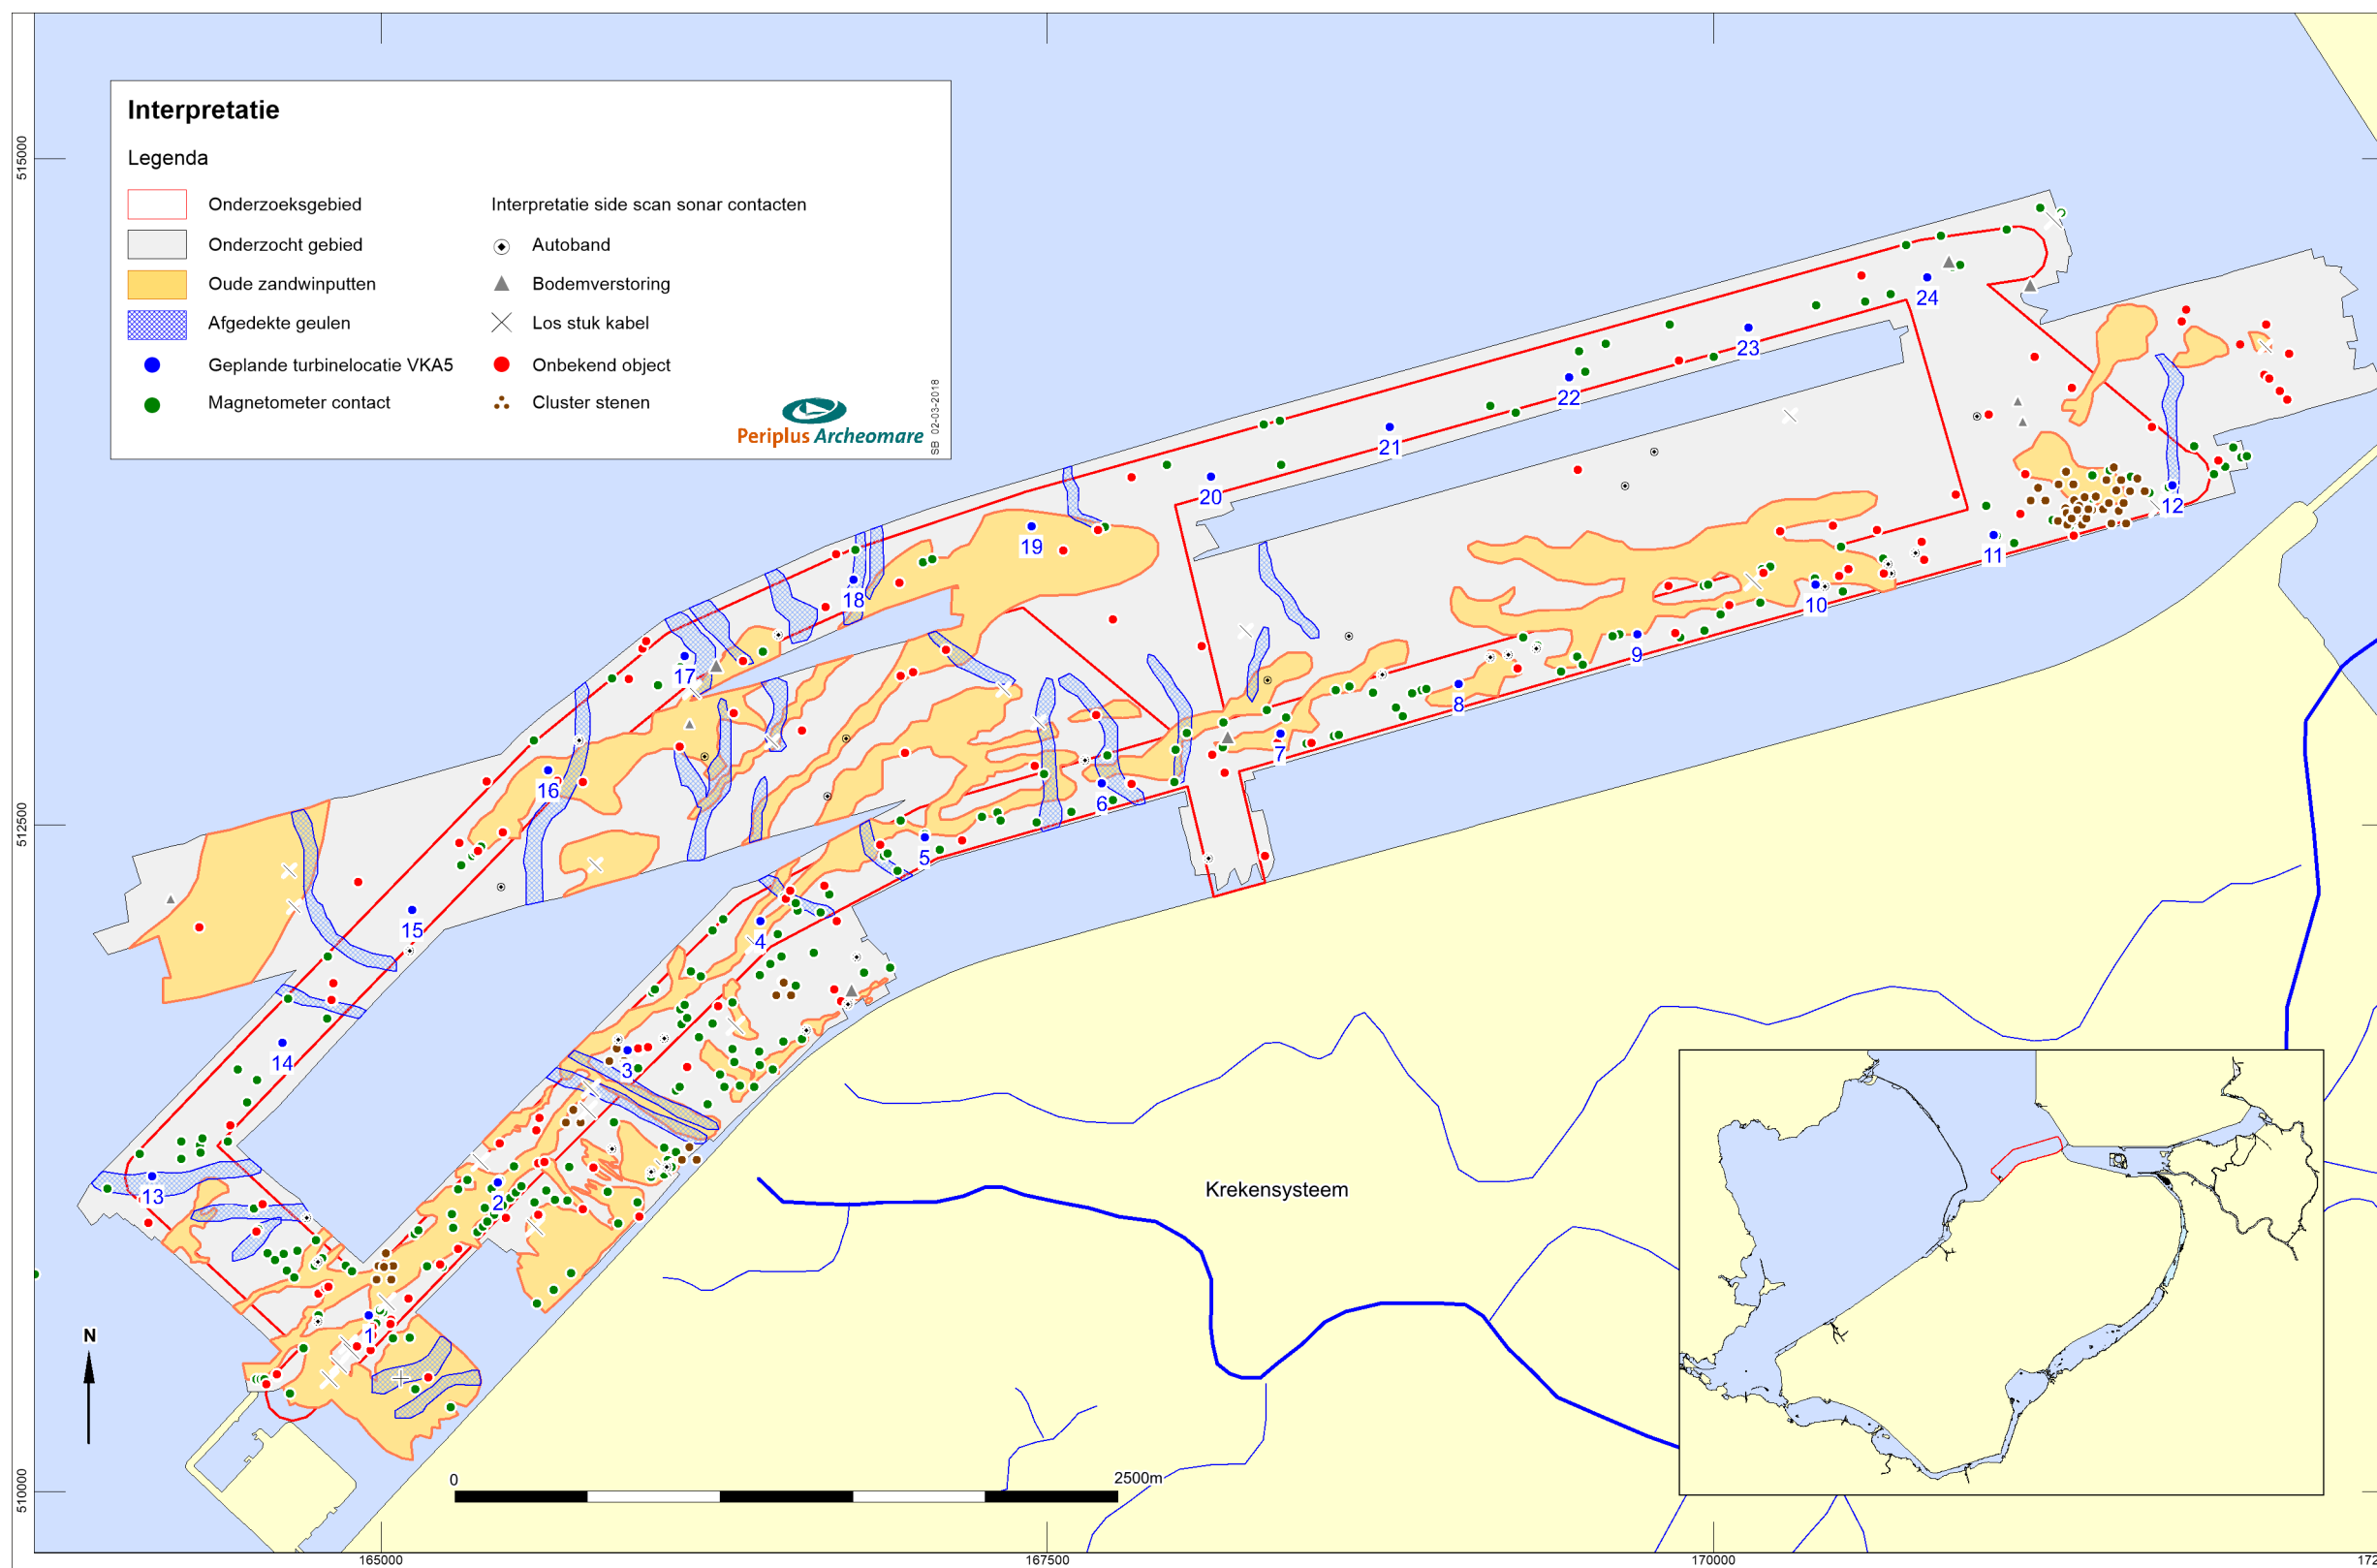 Interpretatie
Legenda
Onderzoeksgebied
Onderzocht gebied
Oude zandwinputten
Afgedekte geulen
Geplande turbinelocatie VKA5
Magnetometer contact
Interpretatie side scan sonar contacten
Autoband
Bodemverstoring
Los stuk kabel
Onbekend object
Cluster stenen
Periplus Archeomare
SB 02-03-2018
515000
512500
510000
24
23
22
21
20
19
18
17
16
15
14
13
12
11
10
9
8
7
6
5
4
3
2
1
Krekensysteem
N
0
2500m
165000
167500
170000
172